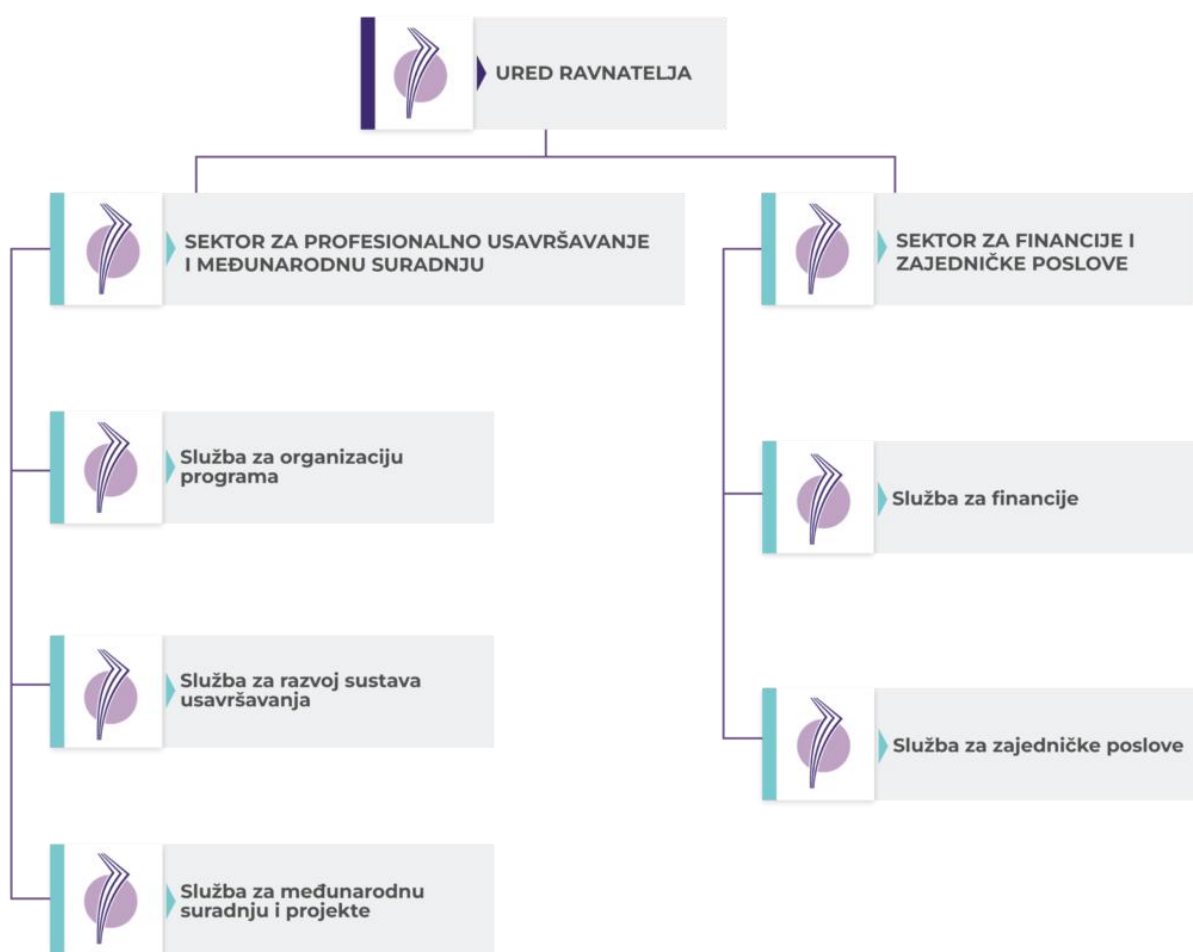 URED RAVNATELJA
SEKTOR ZA PROFESIONALNO USAVRŠAVANJE
I MEĐUNARODNU SURADNJU
Služba za organizaciju
programa
Služba za razvoj sustava
usavršavanja
Služba za međunarodnu
suradnju i projekte
SEKTOR ZA FINANCIJE I
ZAJEDNIČKE POSLOVE
Služba za financije
Služba za zajedničke poslove